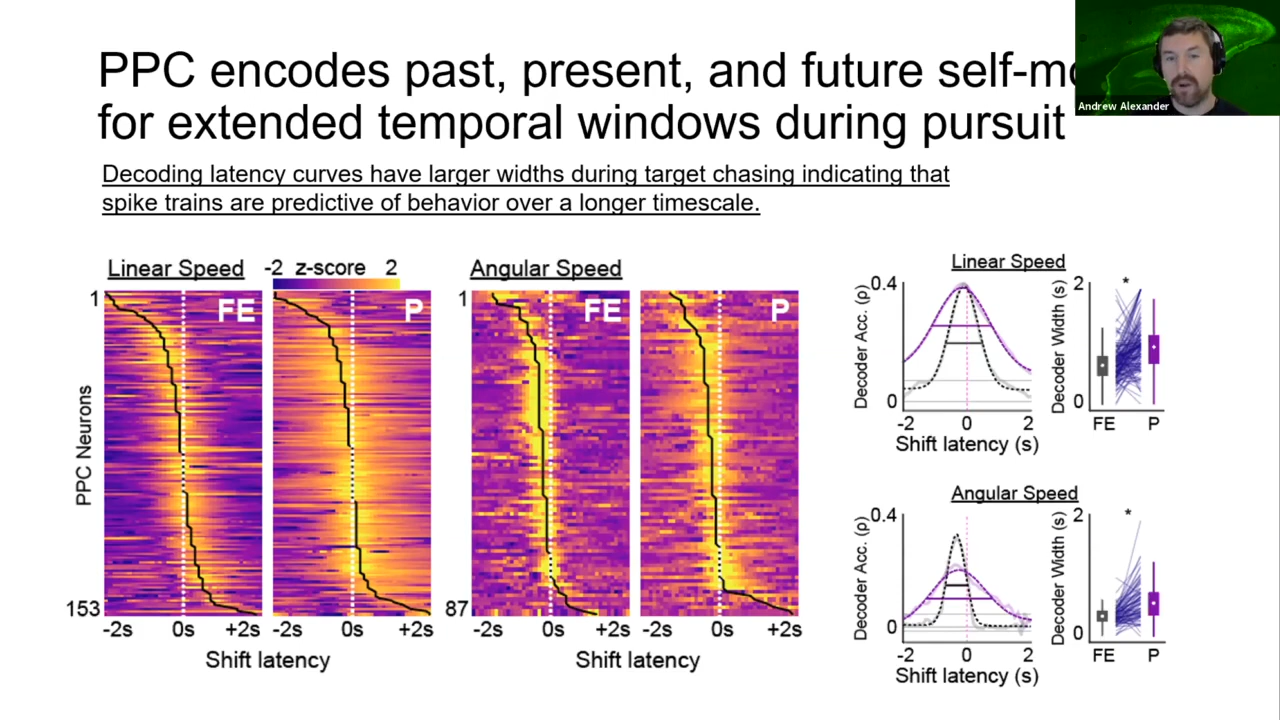 PPC encodes past, present, and future self-mo
for extended temporal windows during pursuit
Andrew Alexander
Decoding latency curves have larger widths during target chasing indicating that
spike trains are predictive of behavior over a longer timescale.
Linear Speed
-2 z-score 2
Angular Speed
1
FE
P
1
FE
P
PPC Neurons
153
87
-2s 0s +2s
-2s 0s +2s
-2s 0s +2s
-2s 0s +2s
Shift latency
Shift latency
Linear Speed
0.4
Decoder Acc. (ρ)
0
-2 0 2
Shift latency (s)
2
*
Decoder Width (s)
0
FE P
Angular Speed
0.4
Decoder Acc. (ρ)
0
-2 0 2
Shift latency (s)
2
*
Decoder Width (s)
0
FE P